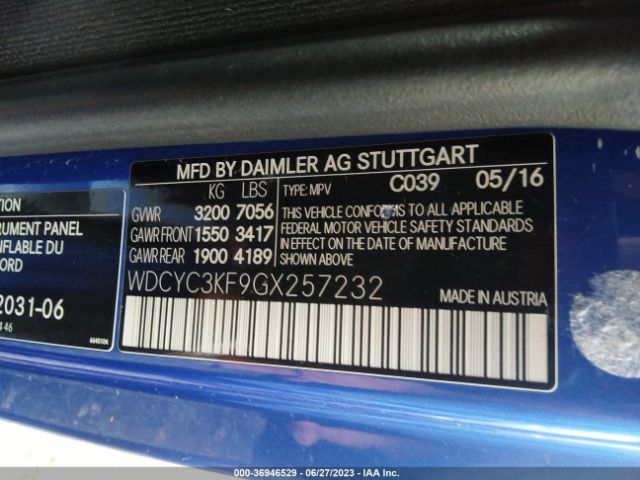 MFD BY DAIMLER AG STUTTGART
KG LBS
GVWR 3200 7056
GAWR FRONT 1550 3417
GAWR REAR 1900 4189
TYPE: MPV C039 05/16
THIS VEHICLE CONFORMS TO ALL APPLICABLE
FEDERAL MOTOR VEHICLE SAFETY STANDARDS
IN EFFECT ON THE DATE OF MANUFACTURE
SHOWN ABOVE.
WDCYC3KF9GX257232
MADE IN AUSTRIA
TION
RUMENT PANEL
NFLABLE DU
ORD
2031-06
46
000-36946529 - 06/27/2023 - IAA Inc.